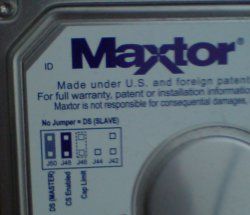 ID Maxtor®
Made under U.S. and foreign patent
For full warranty, patent or installation informatio
Maxtor is not responsible for consequential damages.
No Jumper = DS (SLAVE)
J50 J48 J46 J44 J42
DS (MASTER)
CS Enabled
Cap Limit